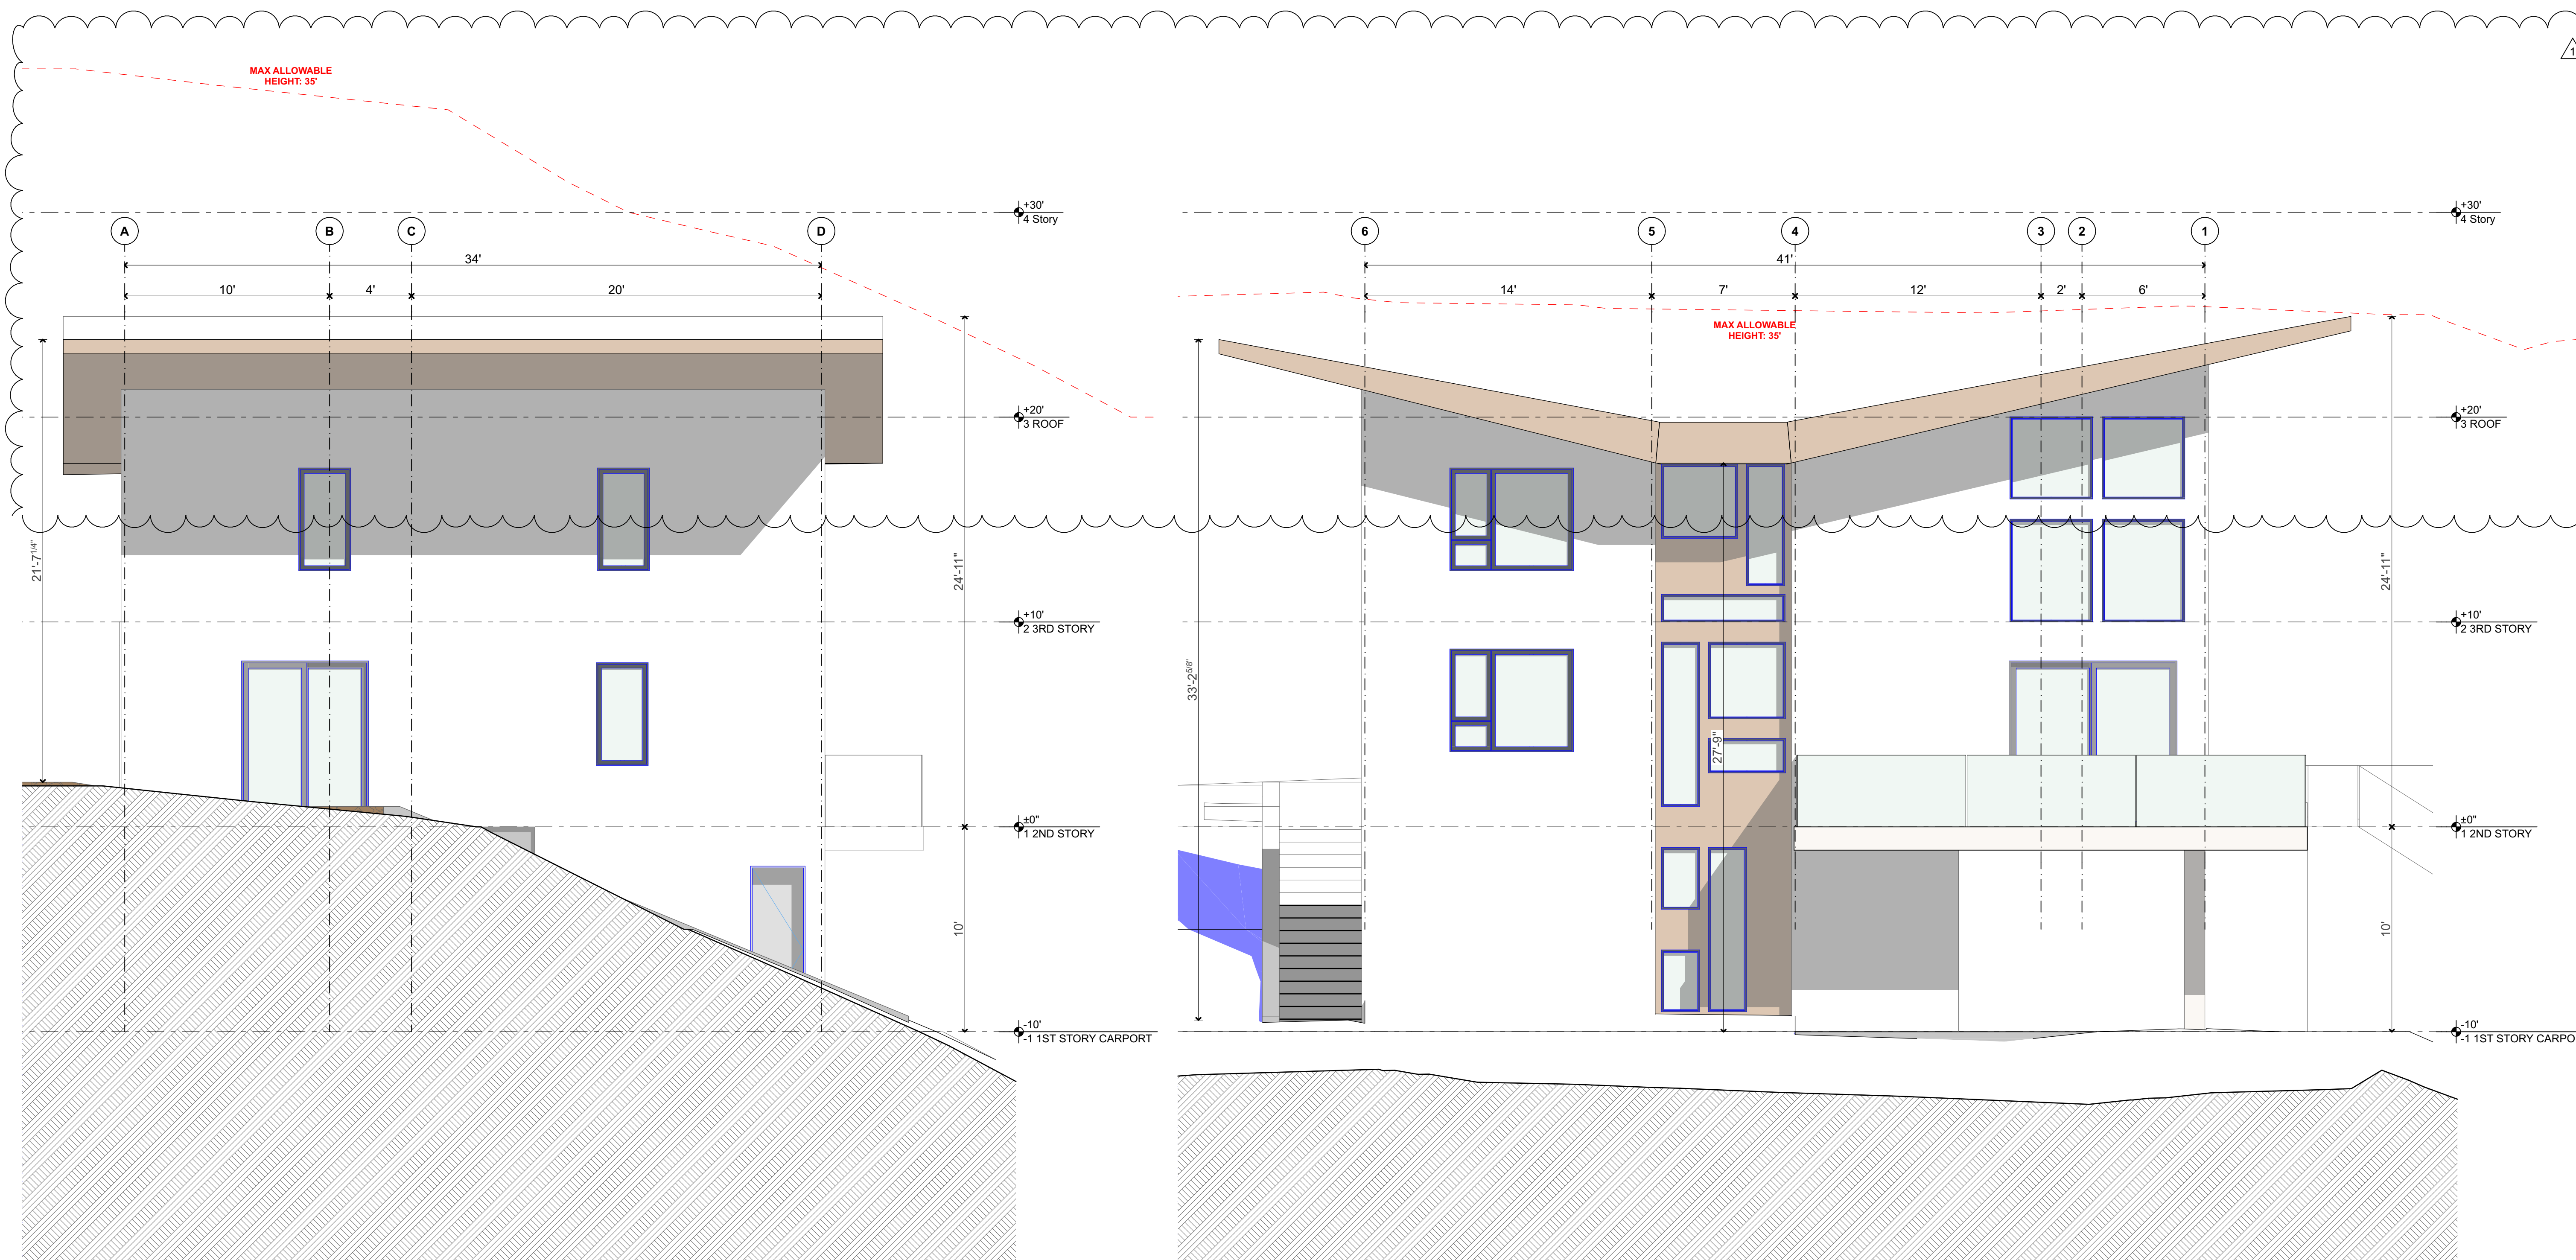 1
MAX ALLOWABLE
HEIGHT: 35'
+30'
4 Story
A
B
C
D
34'
10'
4'
20'
+20'
3 ROOF
21'-7 1/4"
24'-11"
+10'
2 3RD STORY
±0"
1 2ND STORY
10'
-10'
-1 1ST STORY CARPORT
+30'
4 Story
6
5
4
3
2
1
41'
14'
7'
12'
2'
6'
MAX ALLOWABLE
HEIGHT: 35'
+20'
3 ROOF
33'-2 5/8"
27'-9"
24'-11"
+10'
2 3RD STORY
±0"
1 2ND STORY
10'
-10'
-1 1ST STORY CARPO